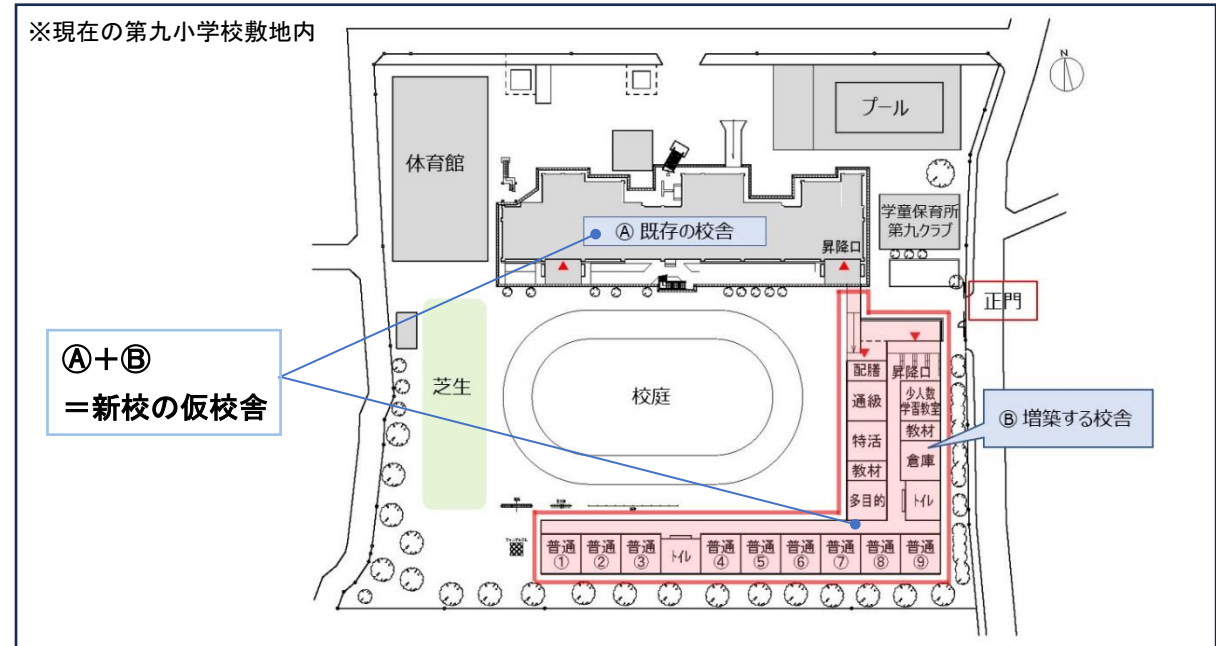 ※現在の第九小学校敷地内
N
プール
体育館
学童保育所
第九クラブ
Ⓐ 既存の校舎
昇降口
正門
Ⓐ+Ⓑ
=新校の仮校舎
芝生
校庭
配膳
昇降口
通級
少人数
学習教室
特活
教材
倉庫
教材
多目的
トイレ
Ⓑ 増築する校舎
普通
①
普通
②
普通
③
トイレ
普通
④
普通
⑤
普通
⑥
普通
⑦
普通
⑧
普通
⑨